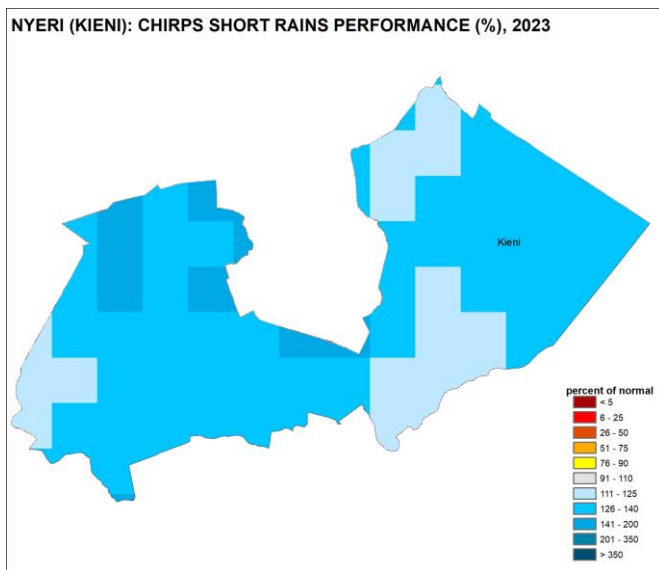 NYERI (KIENI): CHIRPS SHORT RAINS PERFORMANCE (%), 2023
Kieni
percent of normal
< 5
6 - 25
26 - 50
51 - 75
76 - 90
91 - 110
111 - 125
126 - 140
141 - 200
201 - 350
> 350